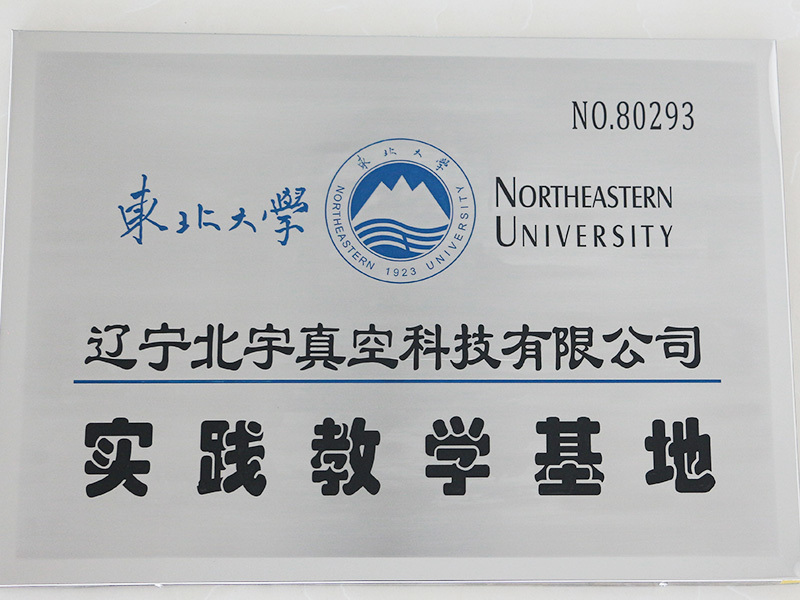 NO.80293
東北大學
東北大學
NORTHEASTERN 1923 UNIVERSITY
NORTHEASTERN
UNIVERSITY
辽宁北宇真空科技有限公司
实践教学基地